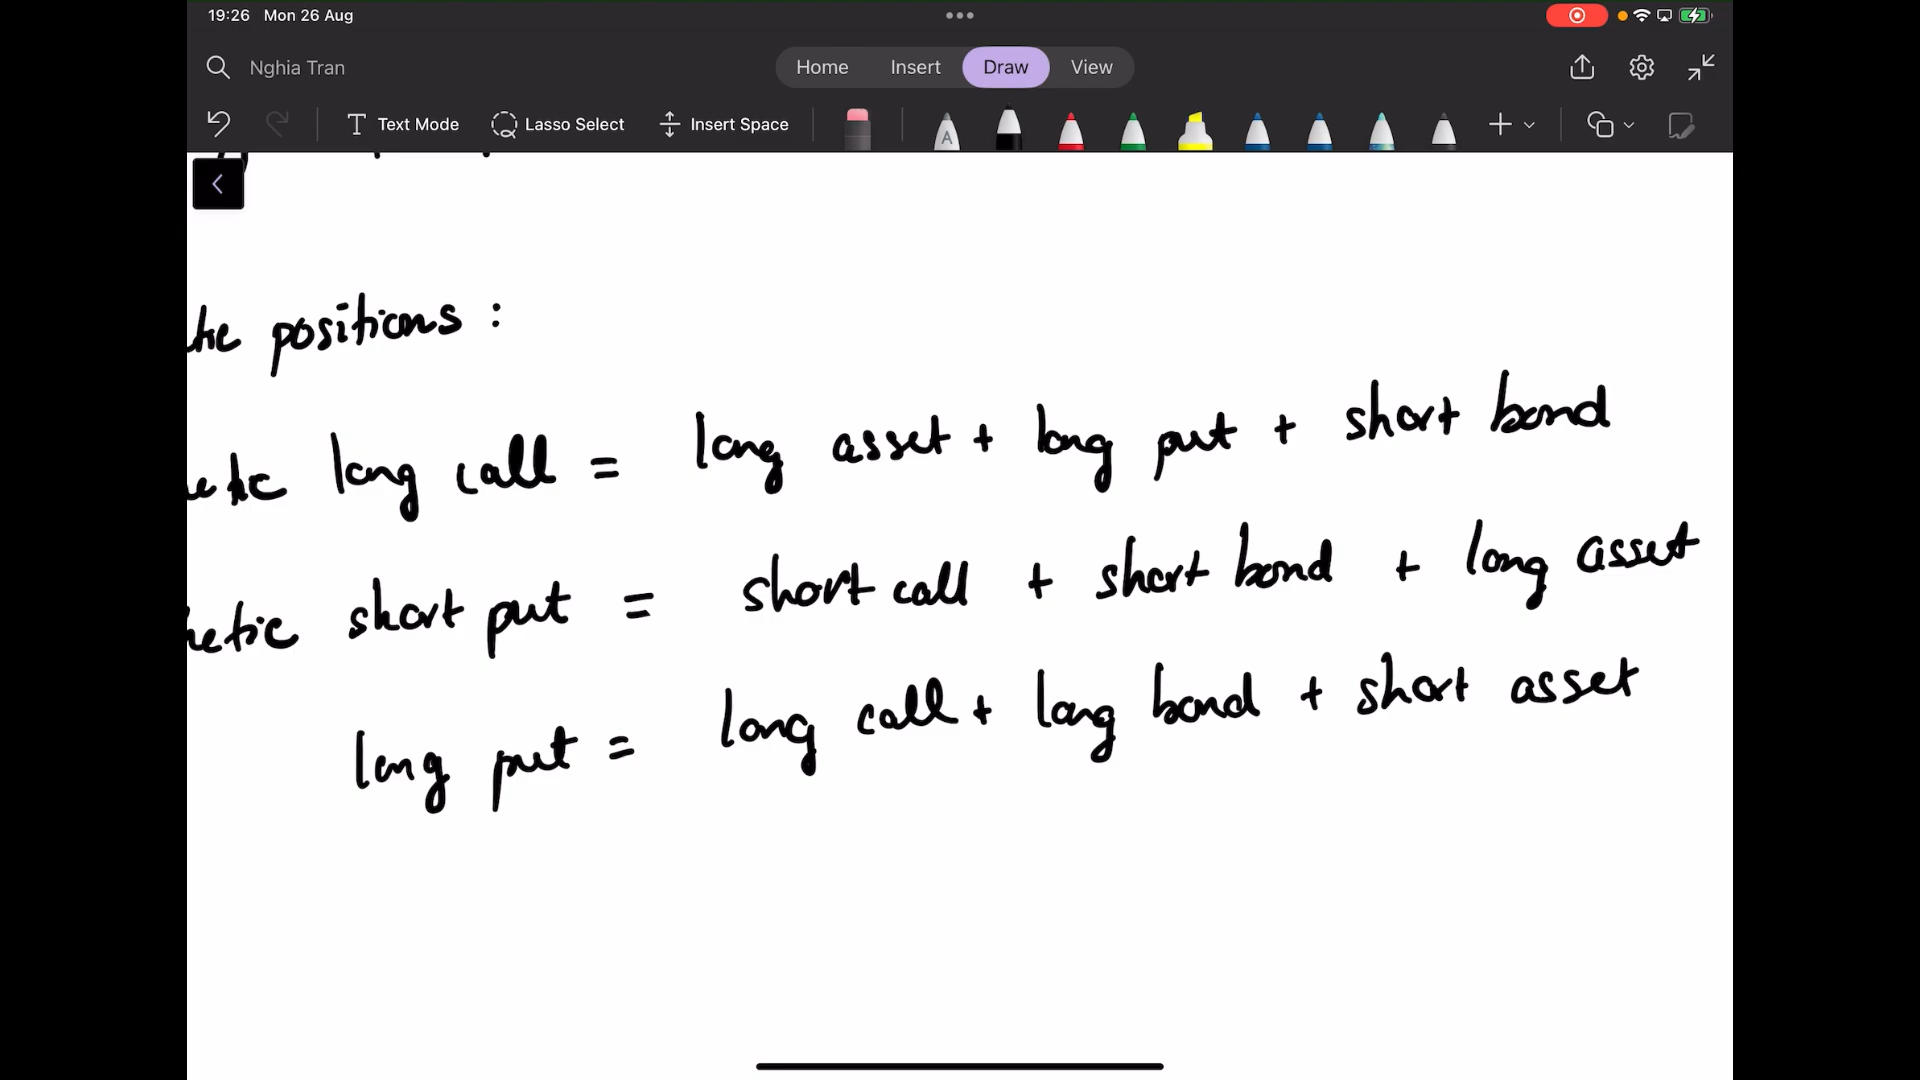 19:26 Mon 26 Aug
Nghia Tran Home Insert Draw View
Text Mode Lasso Select Insert Space A
positions :
long call = long asset + long put + short bond
short put = short call + short bond + long asset
long put = long call + long bond + short asset